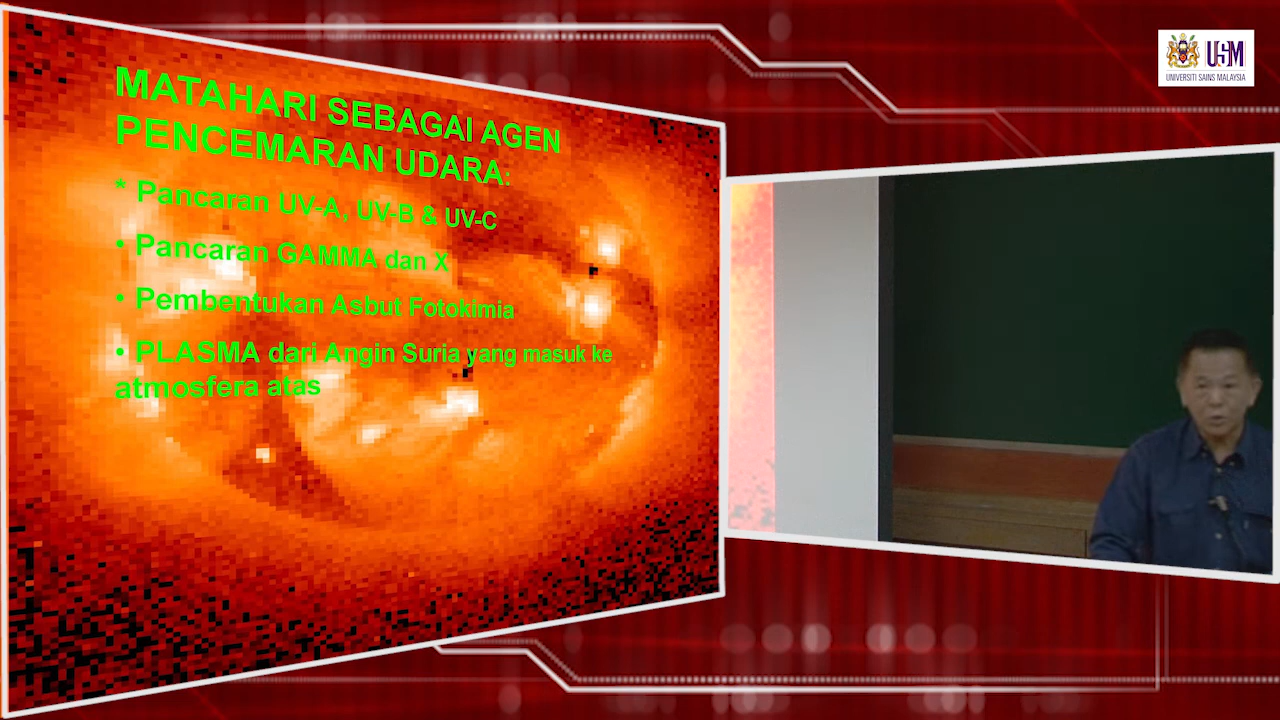 MATAHARI SEBAGAI AGEN
PENCEMARAN UDARA:
* Pancaran UV-A, UV-B & UV-C
• Pancaran GAMMA dan X
• Pembentukan Asbut Fotokimia
• PLASMA dari Angin Suria yang masuk ke
atmosfera atas
USM
UNIVERSITI SAINS MALAYSIA